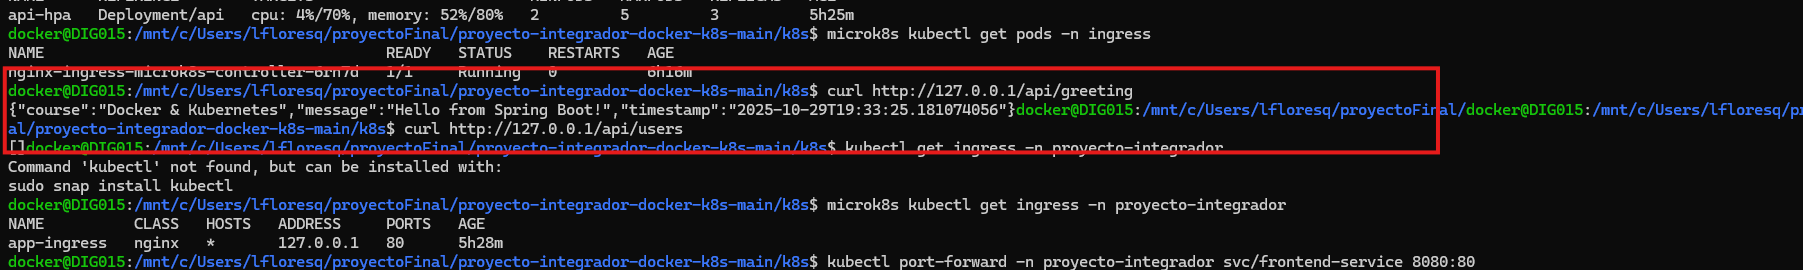 api-hpa   Deployment/api   cpu: 4%/70%, memory: 52%/80%   2         5         3          5h25m
docker@DIG015:/mnt/c/Users/lfloresq/proyectoFinal/proyecto-integrador-docker-k8s-main/k8s$ microk8s kubectl get pods -n ingress
NAME                                      READY   STATUS    RESTARTS   AGE
nginx-ingress-microk8s-controller-6rn7d   1/1     Running   0          6h16m
docker@DIG015:/mnt/c/Users/lfloresq/proyectoFinal/proyecto-integrador-docker-k8s-main/k8s$ curl http://127.0.0.1/api/greeting
{"course":"Docker & Kubernetes","message":"Hello from Spring Boot!","timestamp":"2025-10-29T19:33:25.181074056"}docker@DIG015:/mnt/c/Users/lfloresq/proyectoFinal/docker@DIG015:/mnt/c/Users/lfloresq/pr
al/proyecto-integrador-docker-k8s-main/k8s$ curl http://127.0.0.1/api/users
[]docker@DIG015:/mnt/c/Users/lfloresq/proyectoFinal/proyecto-integrador-docker-k8s-main/k8s$ kubectl get ingress -n proyecto-integrador
Command 'kubectl' not found, but can be installed with:
sudo snap install kubectl
docker@DIG015:/mnt/c/Users/lfloresq/proyectoFinal/proyecto-integrador-docker-k8s-main/k8s$ microk8s kubectl get ingress -n proyecto-integrador
NAME          CLASS   HOSTS   ADDRESS     PORTS   AGE
app-ingress   nginx   *       127.0.0.1   80      5h28m
docker@DIG015:/mnt/c/Users/lfloresq/proyectoFinal/proyecto-integrador-docker-k8s-main/k8s$ kubectl port-forward -n proyecto-integrador svc/frontend-service 8080:80